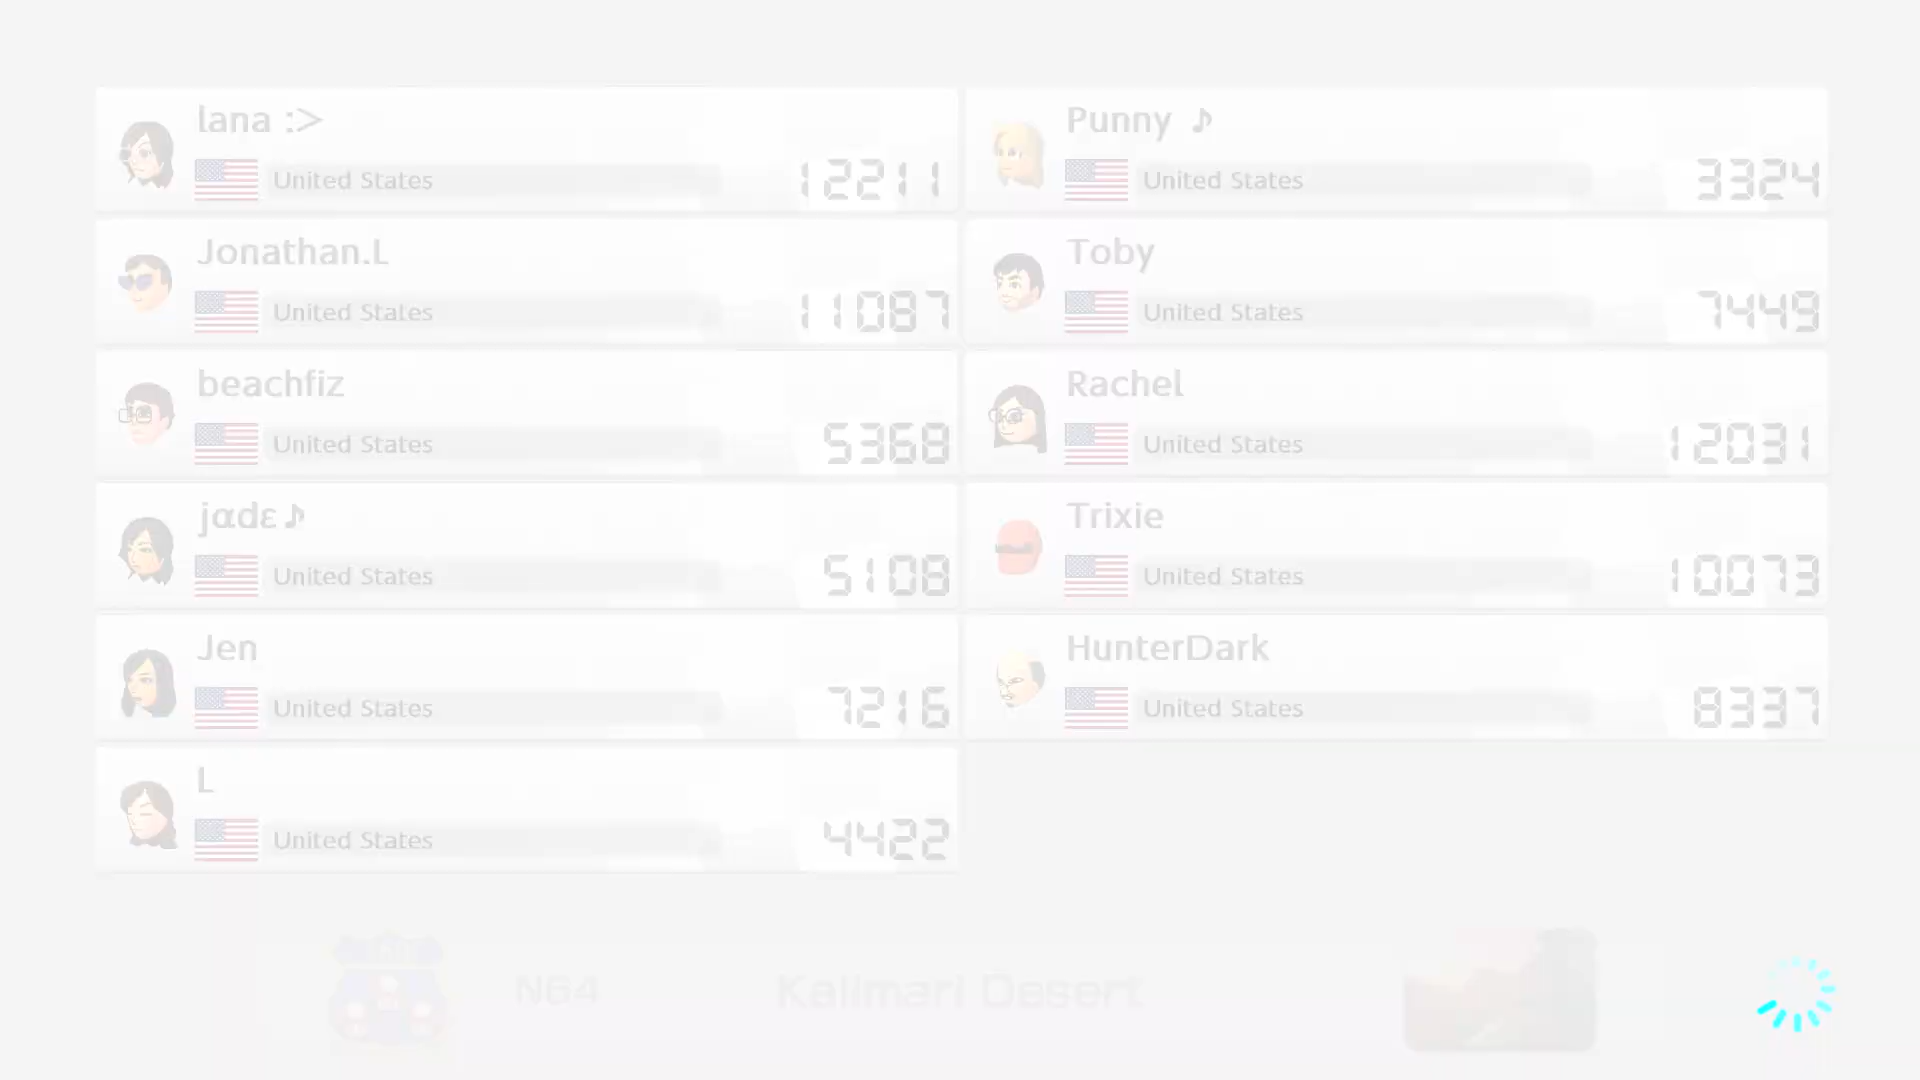 lana :>
United States 12211
Jonathan.L
United States 11087
beachfiz
United States 5368
jαdε♪
United States 5108
Jen
United States 7216
L
United States 4422
Punny ♪
United States 3324
Toby
United States 7449
Rachel
United States 12031
Trixie
United States 10073
HunterDark
United States 8337
N64 Kalimari Desert